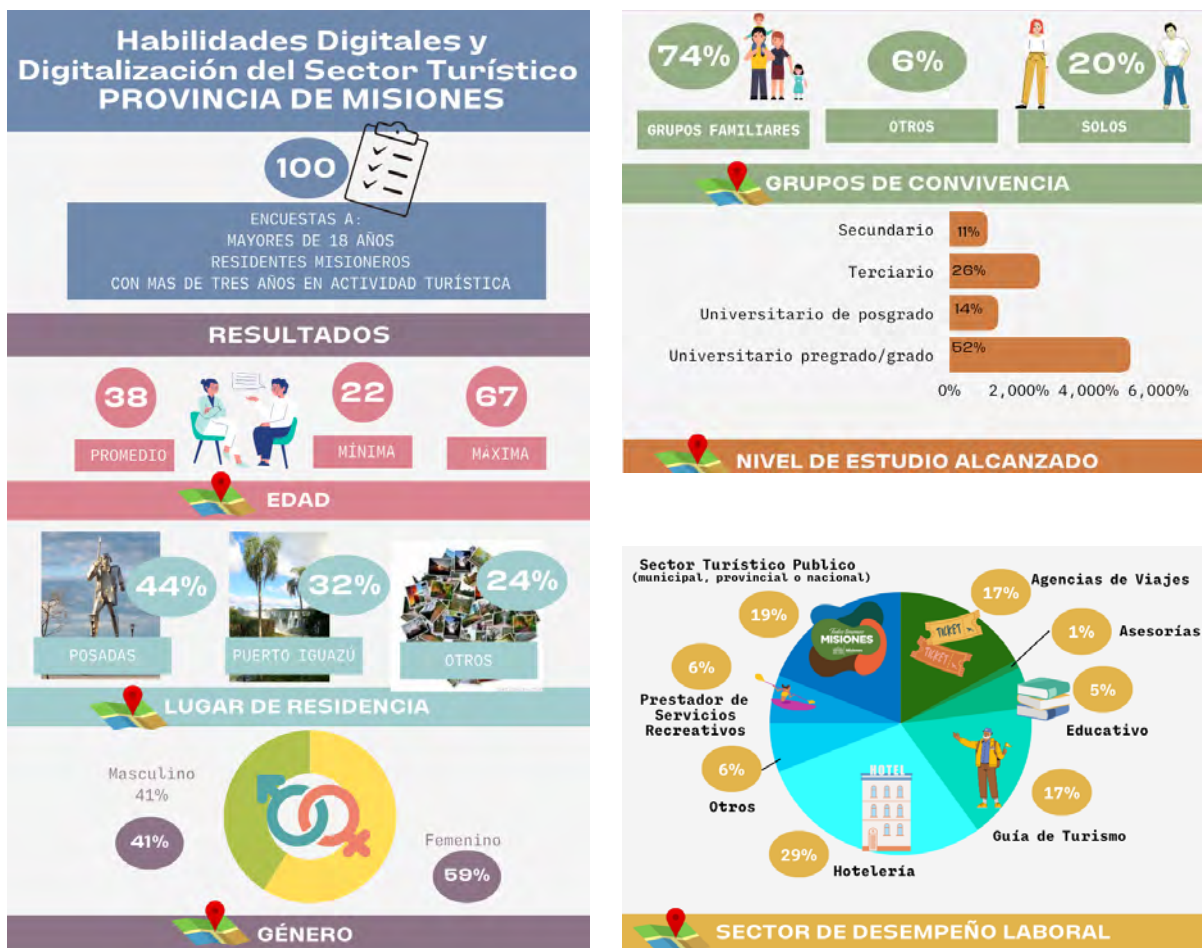 Habilidades Digitales y
Digitalización del Sector Turístico
PROVINCIA DE MISIONES
100
ENCUESTAS A:
MAYORES DE 18 AÑOS
RESIDENTES MISIONEROS
CON MAS DE TRES AÑOS EN ACTIVIDAD TURÍSTICA
RESULTADOS
38
22
67
PROMEDIO
MÍNIMA
MÁXIMA
EDAD
44%
32%
24%
POSADAS
PUERTO IGUAZÚ
OTROS
LUGAR DE RESIDENCIA
Masculino
41%
41%
Femenino
59%
GÉNERO
74%
6%
20%
GRUPOS FAMILIARES
OTROS
SOLOS
GRUPOS DE CONVIVENCIA
Secundario 11%
Terciario 26%
Universitario de posgrado 14%
Universitario pregrado/grado 52%
0% 2,000% 4,000% 6,000%
NIVEL DE ESTUDIO ALCANZADO
Sector Turístico Publico
(municipal, provincial o nacional)
19%
MISIONES
17%
Agencias de Viajes
TICKET
TICKET
1%
Asesorías
6%
Prestador de
Servicios
Recreativos
5%
Educativo
6%
Otros
HOTEL
17%
Guía de Turismo
29%
Hotelería
SECTOR DE DESEMPEÑO LABORAL